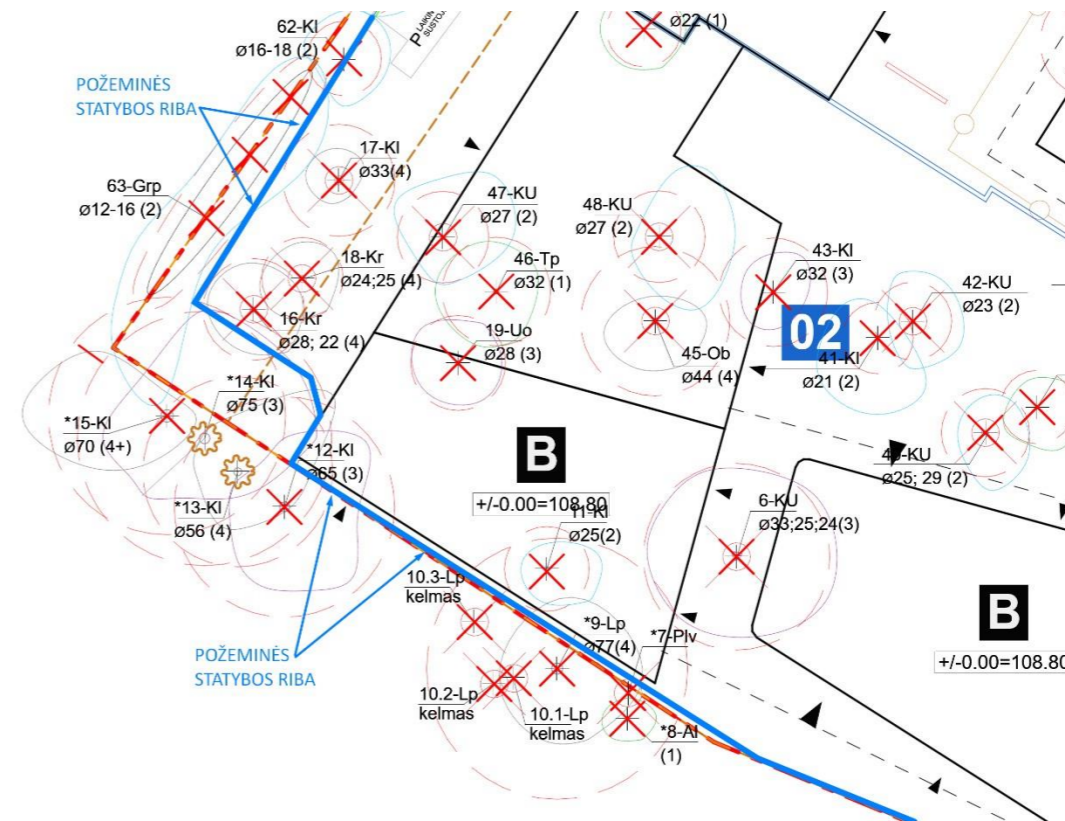 ø22 (1)
P LAIKINO
62-Kl
ø16-18 (2)
POŽEMINĖS
STATYBOS RIBA
17-Kl
ø33(4)
63-Grp
ø12-16 (2)
47-KU
ø27 (2)
48-KU
ø27 (2)
18-Kr
ø24;25 (4)
46-Tp
ø32 (1)
43-Kl
ø32 (3)
42-KU
ø23 (2)
16-Kr
ø28; 22 (4)
19-Uo
ø28 (3)
02
45-Ob
ø44 (4)
41-Kl
ø21 (2)
*14-Kl
ø75 (3)
*15-Kl
ø70 (4+)
*12-Kl
ø65 (3)
B
-KU
ø25; 29 (2)
+/-0.00=108.80
*13-Kl
ø56 (4)
11-Kl
ø25(2)
6-KU
ø33;25;24(3)
10.3-Lp
kelmas
B
+/-0.00=108.80
*9-Lp
ø77(4)
*7-Plv
POŽEMINĖS
STATYBOS RIBA
10.2-Lp
kelmas
10.1-Lp
kelmas
*8-Al
(1)